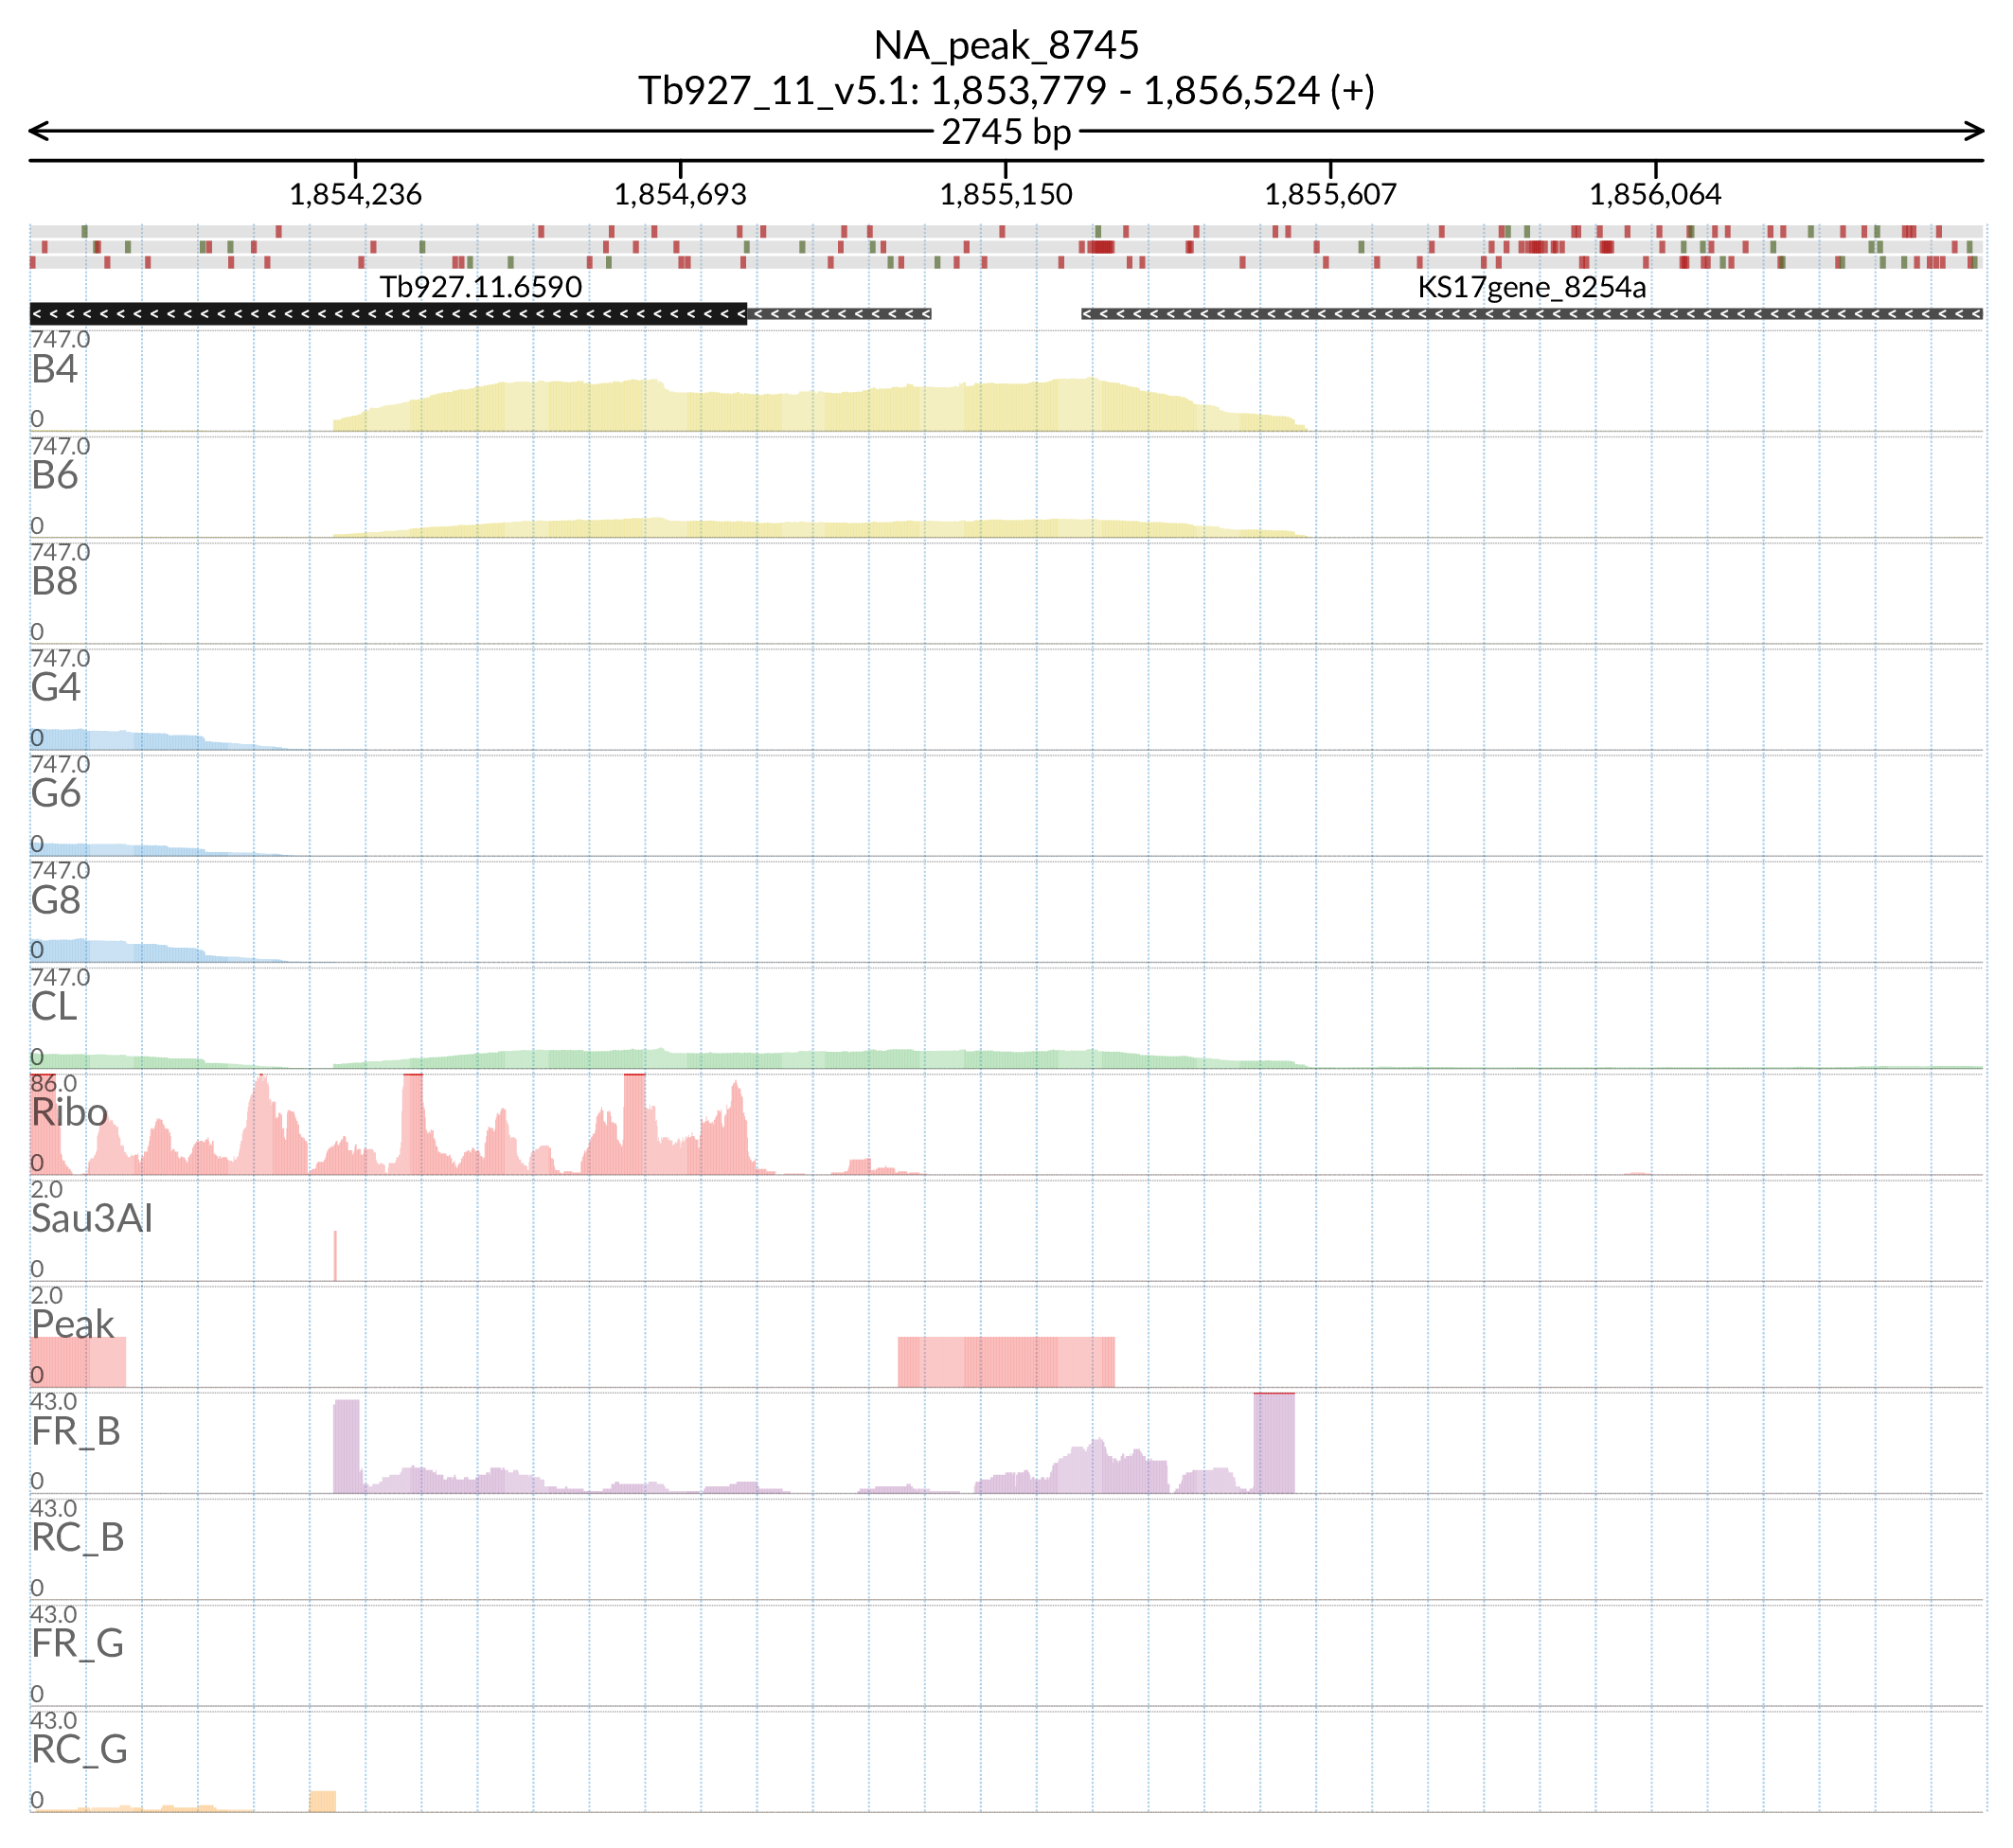 NA_peak_8745
Tb927_11_v5.1: 1,853,779 - 1,856,524 (+)
2745 bp
1,854,236 1,854,693 1,855,150 1,855,607 1,856,064
Tb927.11.6590 KS17gene_8254a
747.0
B4
0
747.0
B6
0
747.0
B8
0
747.0
G4
0
747.0
G6
0
747.0
G8
0
747.0
CL
0
86.0
Ribo
0
2.0
Sau3AI
0
2.0
Peak
0
43.0
FR_B
0
43.0
RC_B
0
43.0
FR_G
0
43.0
RC_G
0